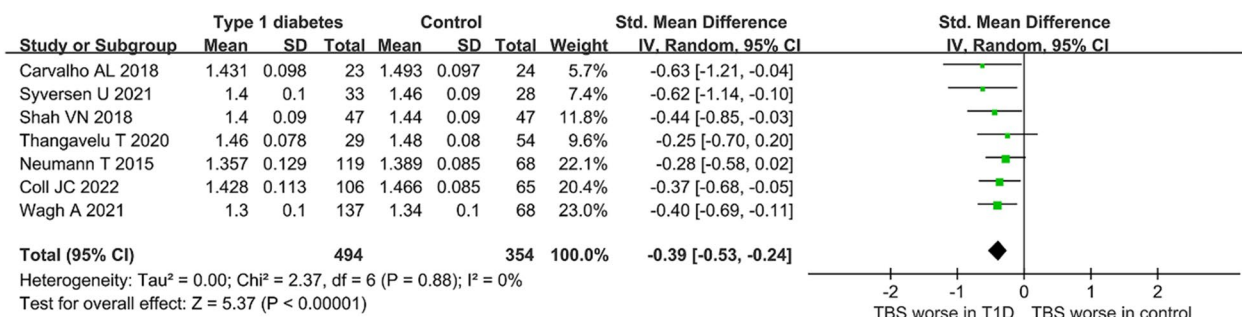 Type 1 diabetes Control Std. Mean Difference Std. Mean Difference
Study or Subgroup Mean SD Total Mean SD Total Weight IV, Random, 95% CI IV, Random, 95% CI
Carvalho AL 2018 1.431 0.098 23 1.493 0.097 24 5.7% -0.63 [-1.21, -0.04]
Syversen U 2021 1.4 0.1 33 1.46 0.09 28 7.4% -0.62 [-1.14, -0.10]
Shah VN 2018 1.4 0.09 47 1.44 0.09 47 11.8% -0.44 [-0.85, -0.03]
Thangavelu T 2020 1.46 0.078 29 1.48 0.08 54 9.6% -0.25 [-0.70, 0.20]
Neumann T 2015 1.357 0.129 119 1.389 0.085 68 22.1% -0.28 [-0.58, 0.02]
Coll JC 2022 1.428 0.113 106 1.466 0.085 65 20.4% -0.37 [-0.68, -0.05]
Wagh A 2021 1.3 0.1 137 1.34 0.1 68 23.0% -0.40 [-0.69, -0.11]
Total (95% CI) 494 354 100.0% -0.39 [-0.53, -0.24]
Heterogeneity: Tau² = 0.00; Chi² = 2.37, df = 6 (P = 0.88); I² = 0%
Test for overall effect: Z = 5.37 (P < 0.00001)
-2 -1 0 1 2
TBS worse in T1D TBS worse in control